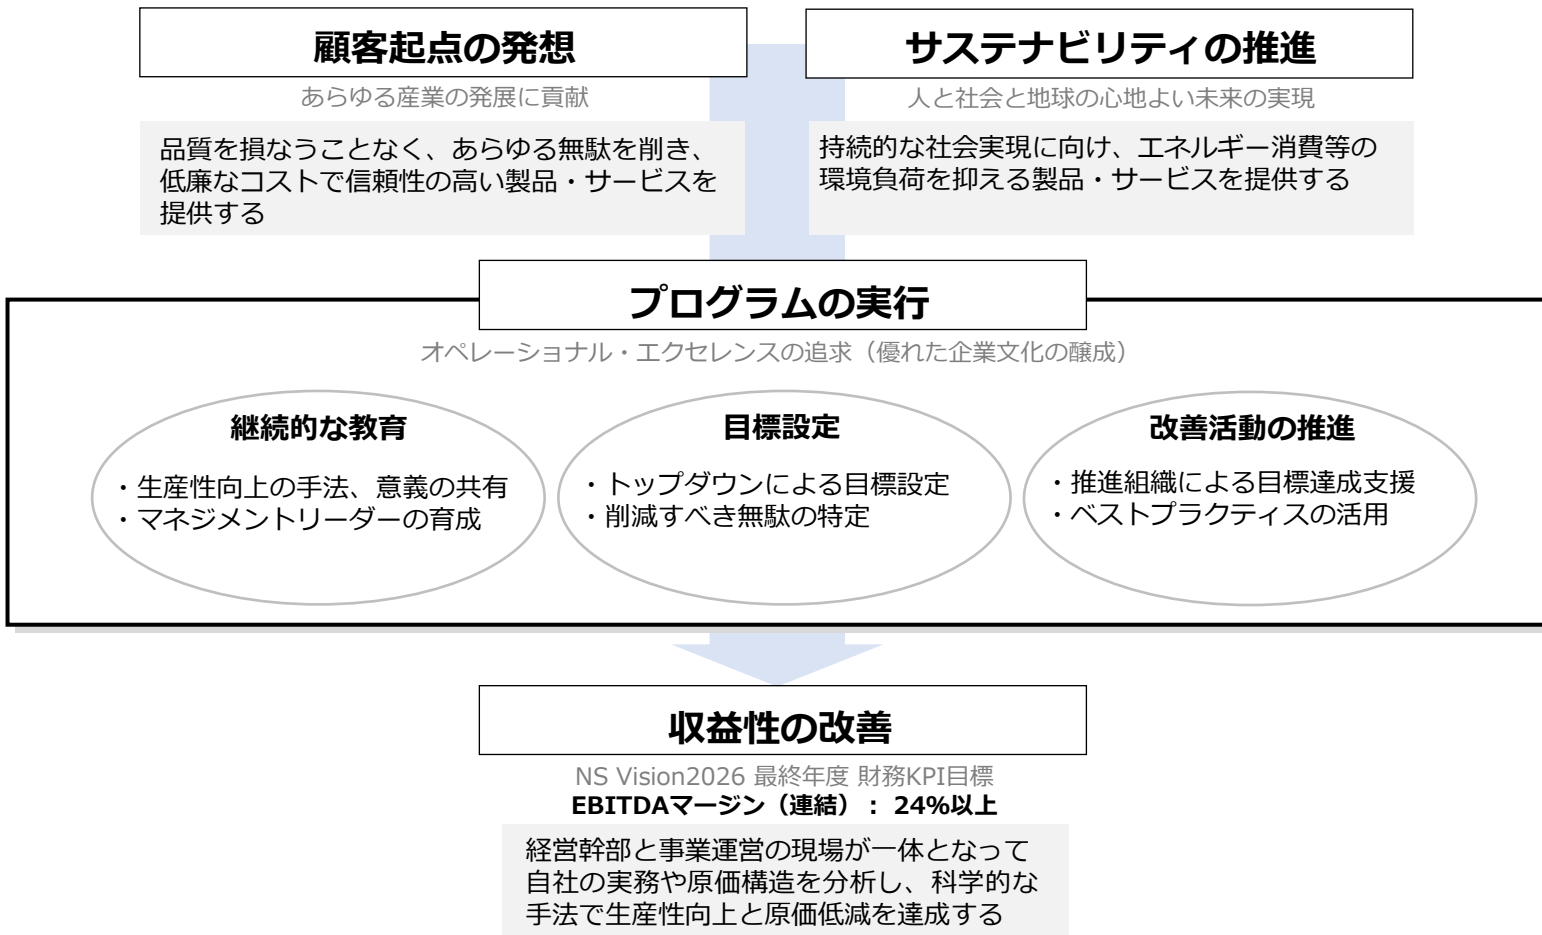 顧客起点の発想
あらゆる産業の発展に貢献
品質を損なうことなく、あらゆる無駄を削き、
低廉なコストで信頼性の高い製品・サービスを
提供する
サステナビリティの推進
人と社会と地球の心地よい未来の実現
持続的な社会実現に向け、エネルギー消費等の
環境負荷を抑える製品・サービスを提供する
プログラムの実行
オペレーショナル・エクセレンスの追求（優れた企業文化の醸成）
継続的な教育
・生産性向上の手法、意義の共有
・マネジメントリーダーの育成
目標設定
・トップダウンによる目標設定
・削減すべき無駄の特定
改善活動の推進
・推進組織による目標達成支援
・ベストプラクティスの活用
収益性の改善
NS Vision2026 最終年度 財務KPI目標
EBITDAマージン（連結）： 24%以上
経営幹部と事業運営の現場が一体となって
自社の実務や原価構造を分析し、科学的な
手法で生産性向上と原価低減を達成する